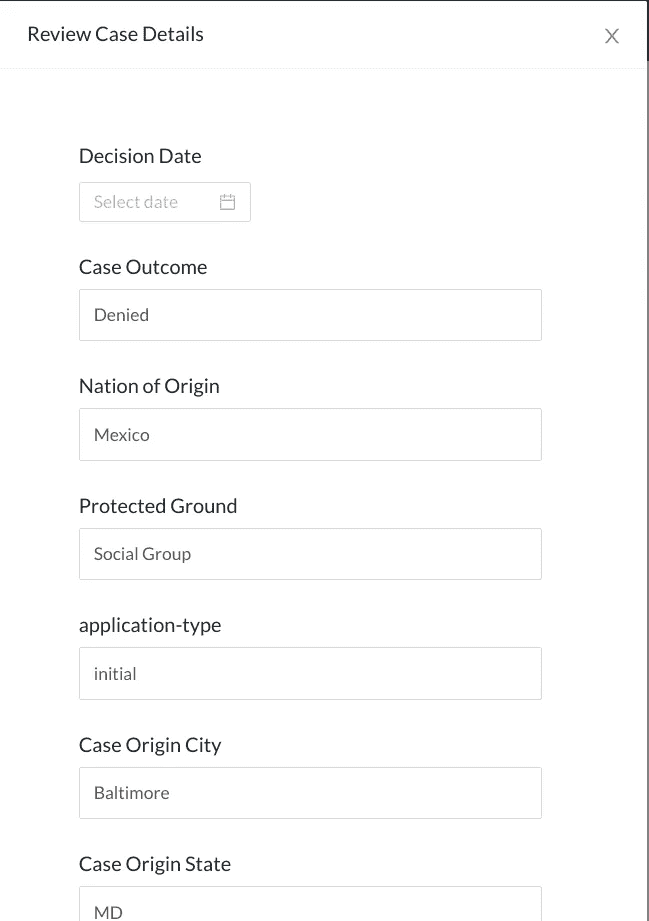 Review Case Details
Decision Date
Select date
Case Outcome
Denied
Nation of Origin
Mexico
Protected Ground
Social Group
application-type
initial
Case Origin City
Baltimore
Case Origin State
MD